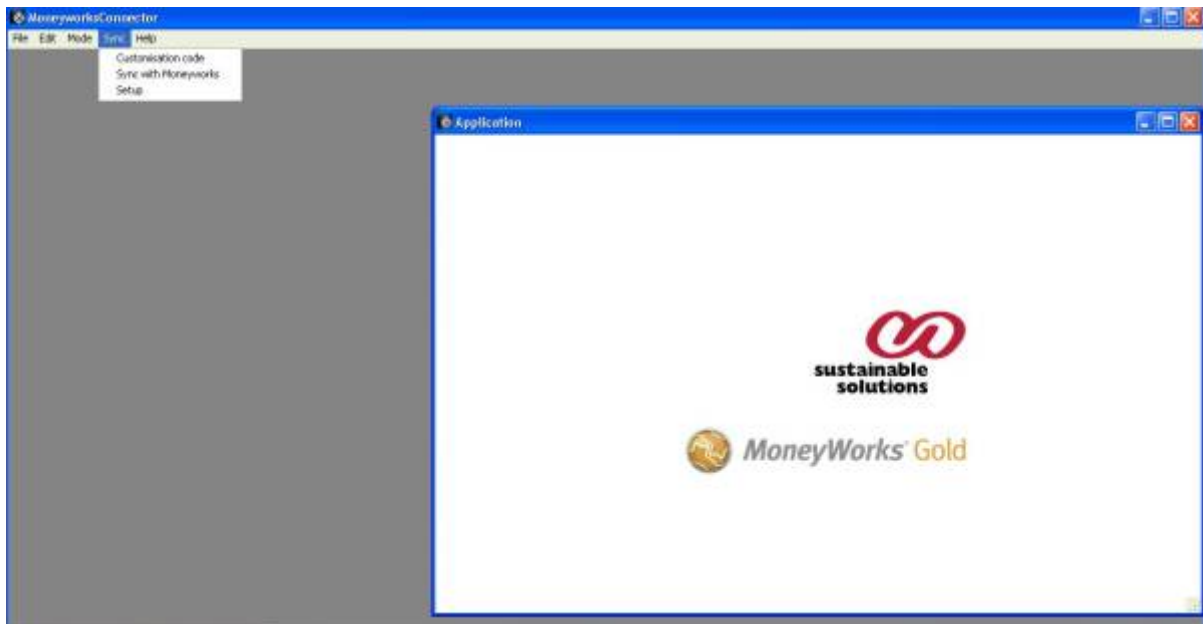 MoneyworksConnector
File Edit Mode Sync Help
Customisation code
Sync with Moneyworks
Setup
Application
sustainable
solutions
MoneyWorks Gold